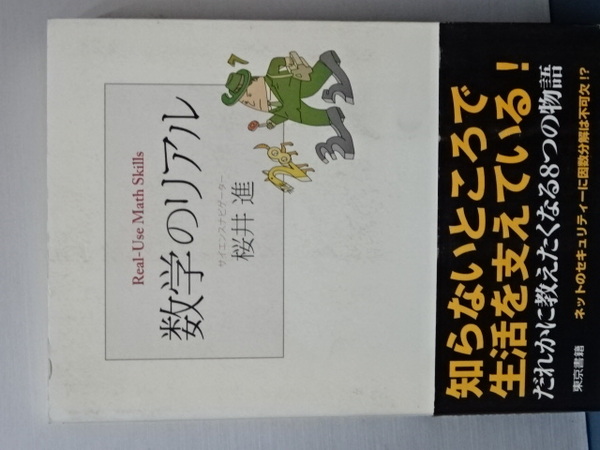 Real-Use Math Skills
数学のリアル
サイエンスナビゲーター
桜井 進
知らないところで
生活を支えている!
だれかに教えたくなる8つの物語
ネットのセキュリティーに因数分解は不可欠!?
東京書籍